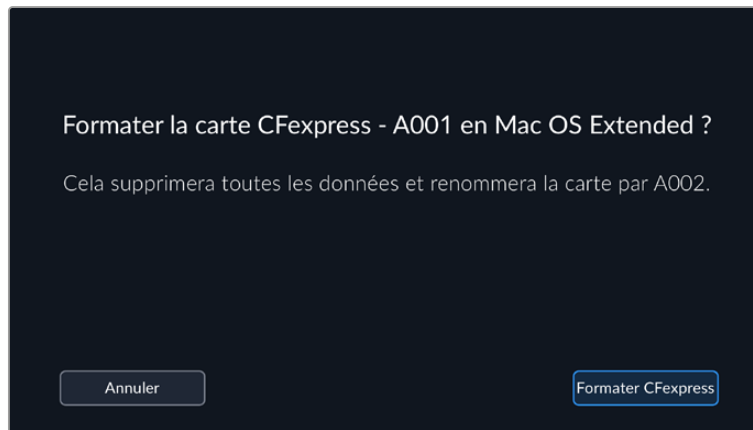 Formater la carte CFexpress - A001 en Mac OS Extended ?
Cela supprimera toutes les données et renommera la carte par A002.
Annuler
Formater CFexpress